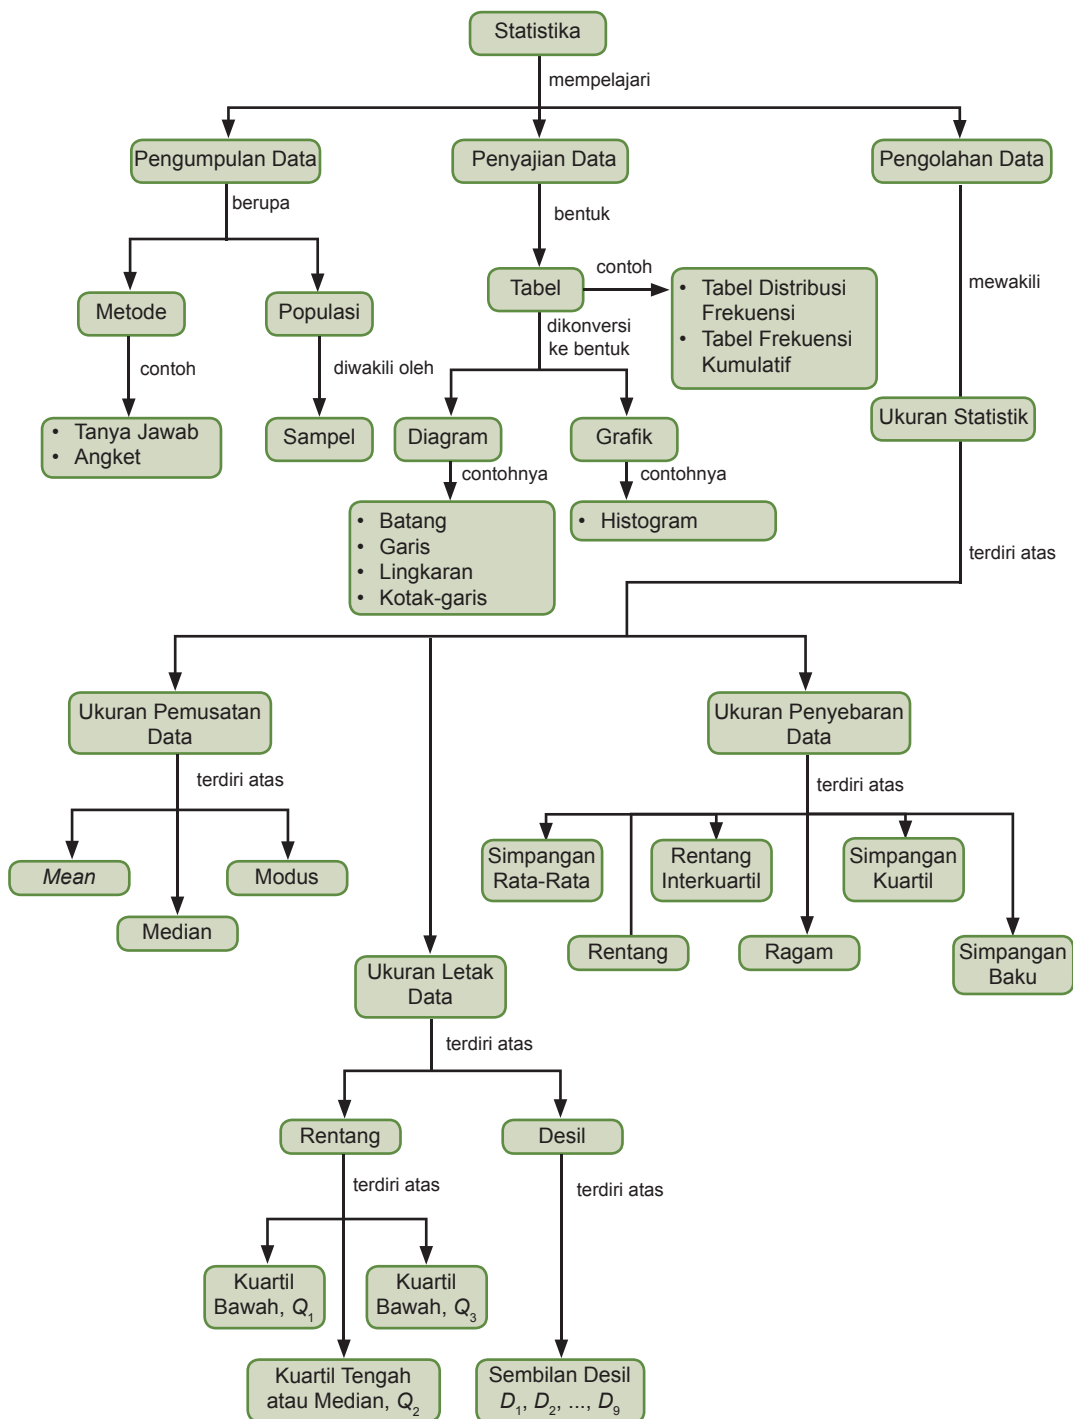 Statistika
mempelajari
Pengumpulan Data
Penyajian Data
Pengolahan Data
berupa
bentuk
mewakili
Metode
Populasi
Tabel
contoh
• Tabel Distribusi
Frekuensi
• Tabel Frekuensi
Kumulatif
contoh
diwakili oleh
dikonversi
ke bentuk
• Tanya Jawab
• Angket
Sampel
Diagram
Grafik
Ukuran Statistik
contohnya
contohnya
• Batang
• Garis
• Lingkaran
• Kotak-garis
• Histogram
terdiri atas
Ukuran Pemusatan
Data
Ukuran Penyebaran
Data
terdiri atas
terdiri atas
Mean
Modus
Median
Simpangan
Rata-Rata
Rentang
Interkuartil
Simpangan
Kuartil
Rentang
Ragam
Simpangan
Baku
Ukuran Letak
Data
terdiri atas
Rentang
Desil
terdiri atas
terdiri atas
Kuartil
Bawah, Q1
Kuartil
Bawah, Q3
Kuartil Tengah
atau Median, Q2
Sembilan Desil
D1, D2, ..., D9